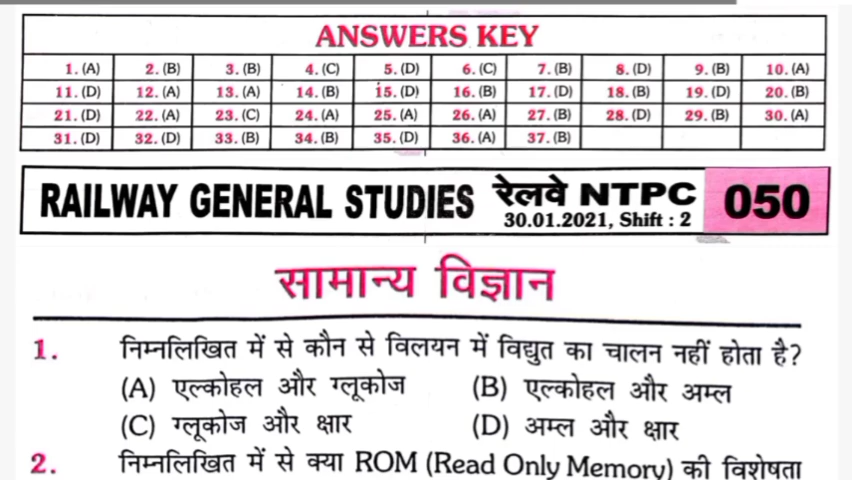 ANSWERS KEY
1. (A) 2. (B) 3. (B) 4. (C) 5. (D) 6. (C) 7. (B) 8. (D) 9. (B) 10. (A)
11. (D) 12. (A) 13. (A) 14. (B) 15. (D) 16. (B) 17. (D) 18. (B) 19. (D) 20. (B)
21. (D) 22. (A) 23. (C) 24. (A) 25. (A) 26. (A) 27. (B) 28. (D) 29. (B) 30. (A)
31. (D) 32. (D) 33. (B) 34. (B) 35. (D) 36. (A) 37. (B)
RAILWAY GENERAL STUDIES रेलवे NTPC 050
30.01.2021, Shift : 2
सामान्य विज्ञान
1. निम्नलिखित में से कौन से विलयन में विद्युत का चालन नहीं होता है?
(A) एल्कोहल और ग्लूकोज (B) एल्कोहल और अम्ल
(C) ग्लूकोज और क्षार (D) अम्ल और क्षार
2. निम्नलिखित में से क्या ROM (Read Only Memory) की विशेषता